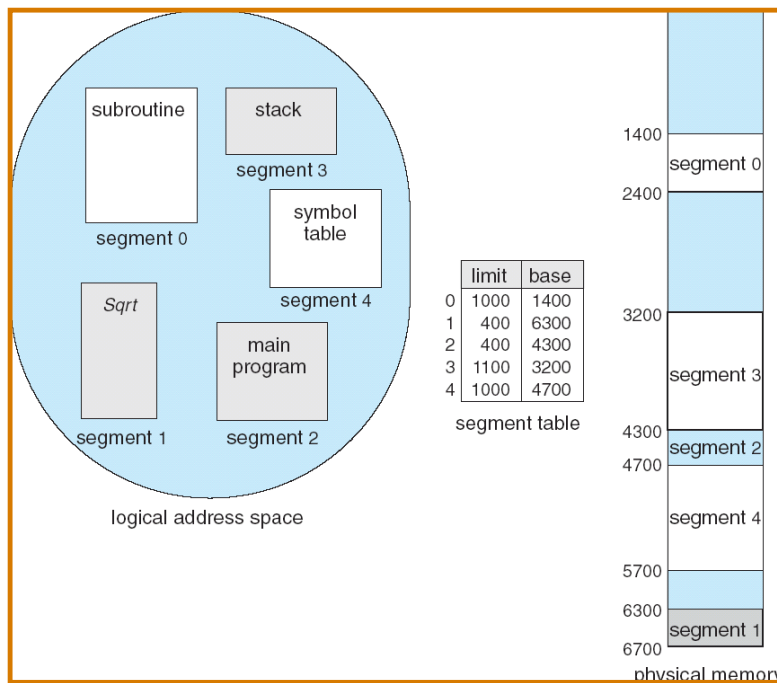 subroutine
segment 0
stack
segment 3
symbol
table
segment 4
Sqrt
segment 1
main
program
segment 2
logical address space
limit base
0 1000 1400
1 400 6300
2 400 4300
3 1100 3200
4 1000 4700
segment table
1400
segment 0
2400
3200
segment 3
4300
segment 2
4700
segment 4
5700
6300
segment 1
6700
physical memory